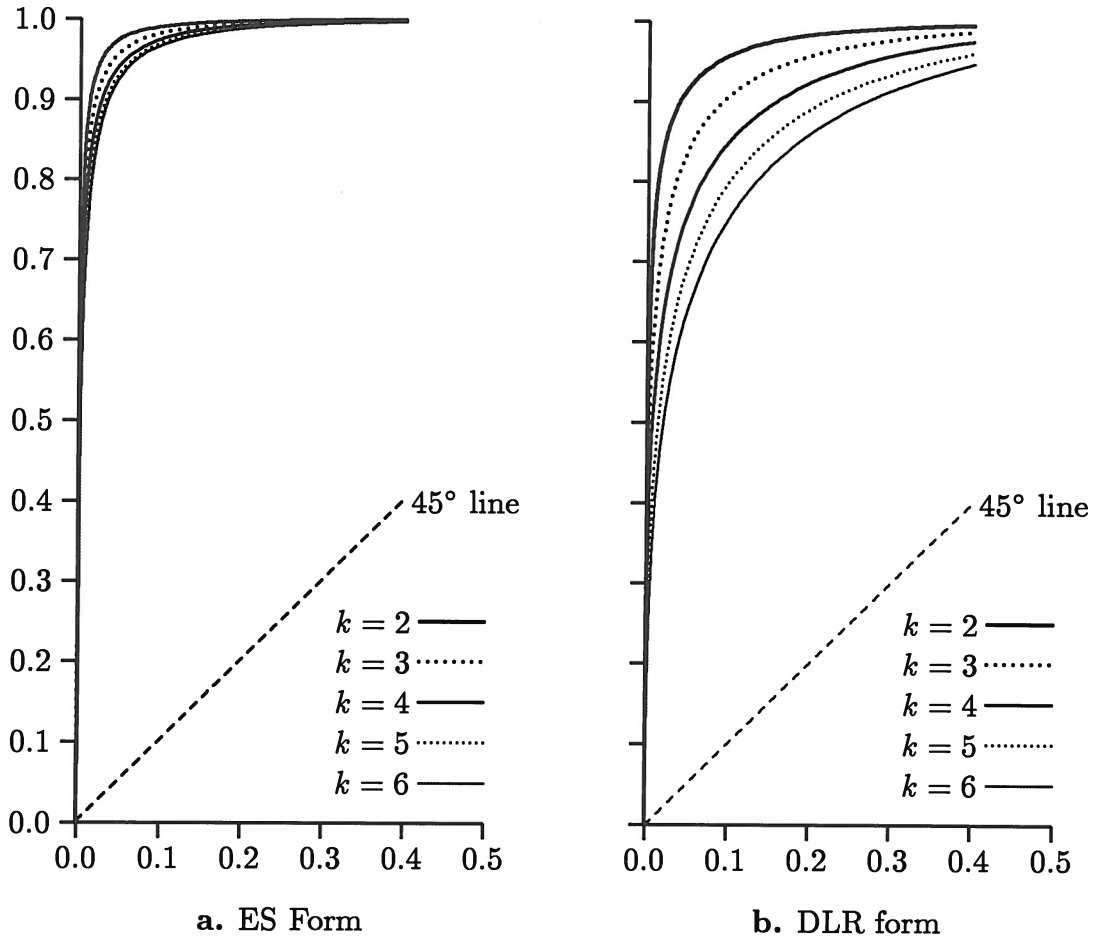 1.0
0.9
0.8
0.7
0.6
0.5
0.4
0.3
0.2
0.1
0.0
45° line
k = 2
k = 3
k = 4
k = 5
k = 6
0.0 0.1 0.2 0.3 0.4 0.5
a. ES Form
45° line
k = 2
k = 3
k = 4
k = 5
k = 6
0.0 0.1 0.2 0.3 0.4 0.5
b. DLR form